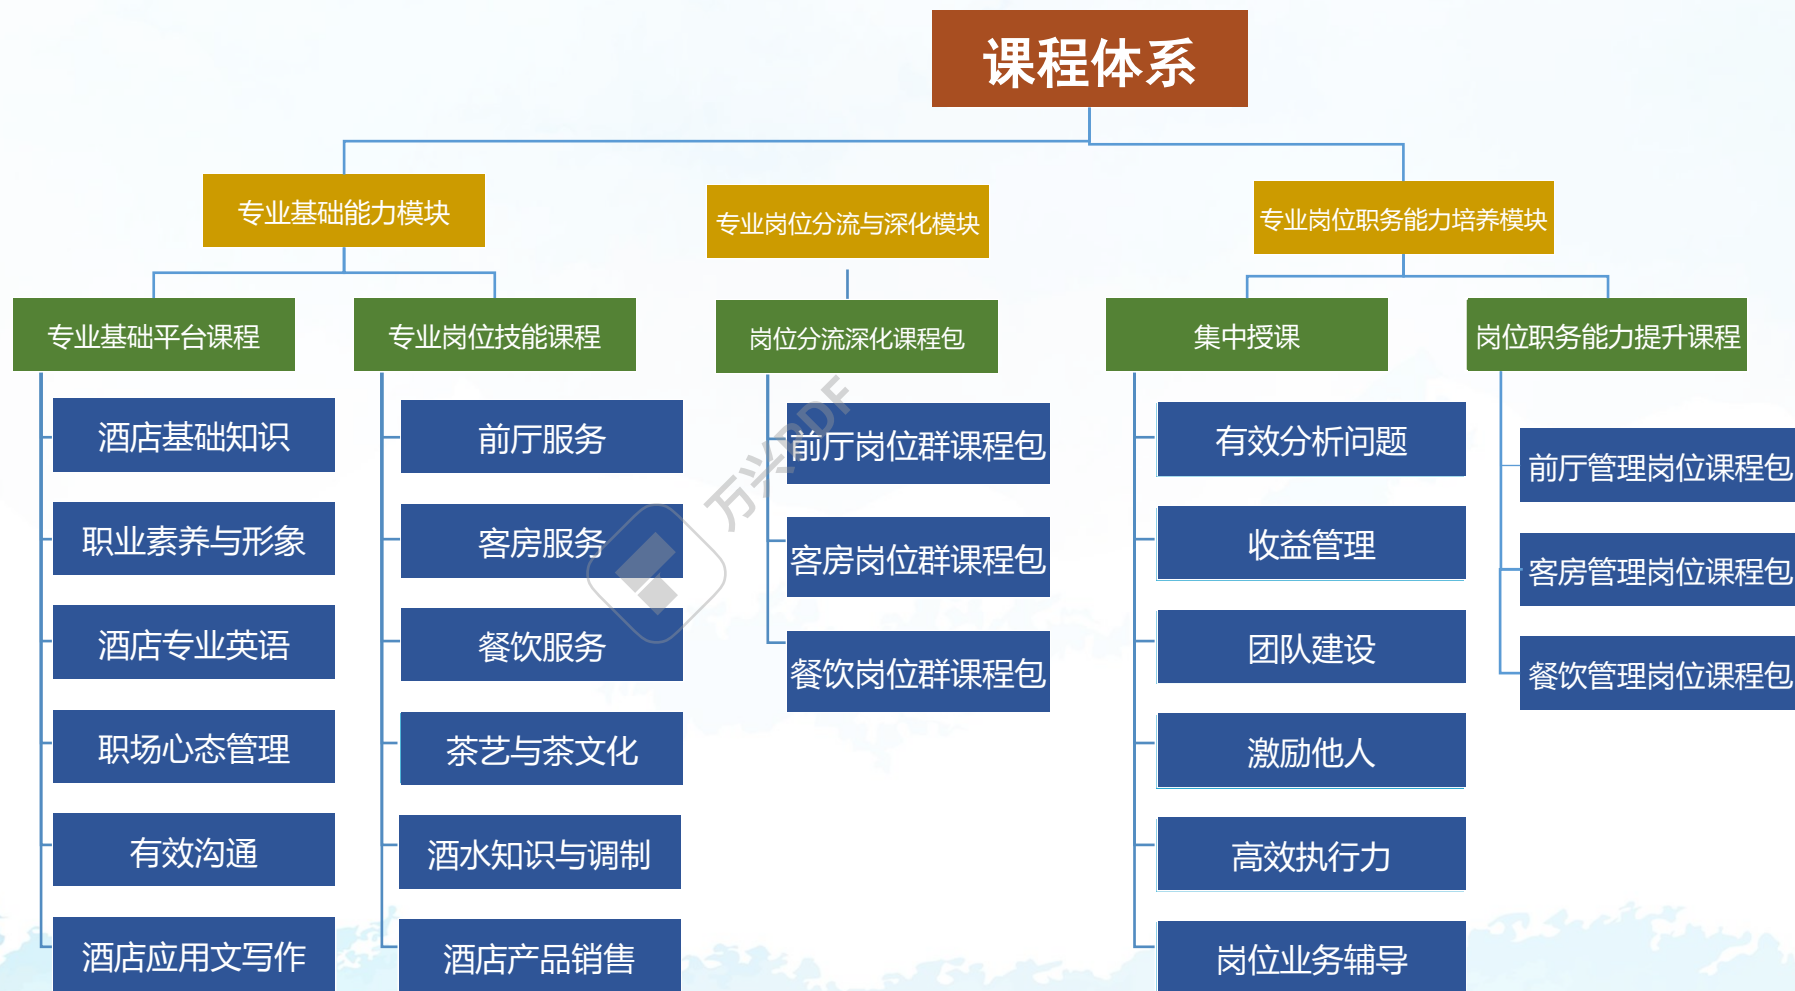 课程体系
专业基础能力模块
专业岗位分流与深化模块
专业岗位职务能力培养模块
专业基础平台课程
专业岗位技能课程
岗位分流深化课程包
集中授课
岗位职务能力提升课程
酒店基础知识
职业素养与形象
酒店专业英语
职场心态管理
有效沟通
酒店应用文写作
前厅服务
客房服务
餐饮服务
茶艺与茶文化
酒水知识与调制
酒店产品销售
前厅岗位群课程包
客房岗位群课程包
餐饮岗位群课程包
有效分析问题
收益管理
团队建设
激励他人
高效执行力
岗位业务辅导
前厅管理岗位课程包
客房管理岗位课程包
餐饮管理岗位课程包
万兴PDF